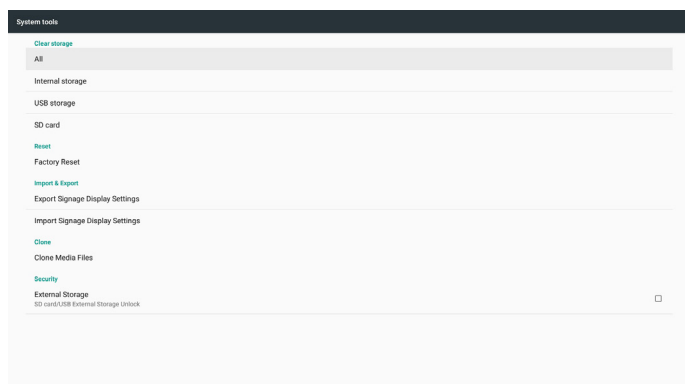 System tools
Clear storage
All
Internal storage
USB storage
SD card
Reset
Factory Reset
Import & Export
Export Signage Display Settings
Import Signage Display Settings
Clone
Clone Media Files
Security
External Storage
SD card/USB External Storage Unlock